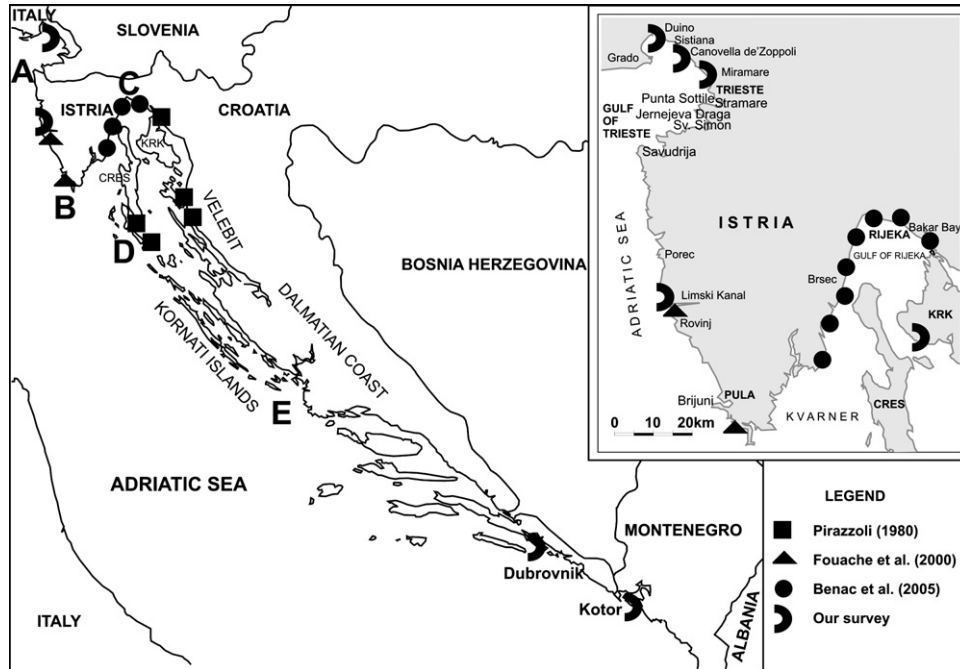 ITALY
SLOVENIA
A
C
ISTRIA
CROATIA
KRK
CRES
B
VELEBIT
D
BOSNIA HERZEGOVINA
DALMATIAN COAST
KORNATI ISLANDS
E
ADRIATIC SEA
MONTENEGRO
Dubrovnik
Kotor
ITALY
ALBANIA
Duino
Sistiana
Grado
Canovella de'Zoppoli
Miramare
TRIESTE
Punta Sottile
Stramare
GULF
OF
TRIESTE
Jernejeva Draga
Sv. Simon
Savudrija
ISTRIA
ADRIATIC SEA
RIJEKA
Bakar Bay
GULF OF RIJEKA
Porec
Brsec
Limski Kanal
Rovinj
KRK
Brijuni
PULA
CRES
KVARNER
0 10 20km
LEGEND
Pirazzoli (1980)
Fouache et al. (2000)
Benac et al. (2005)
Our survey